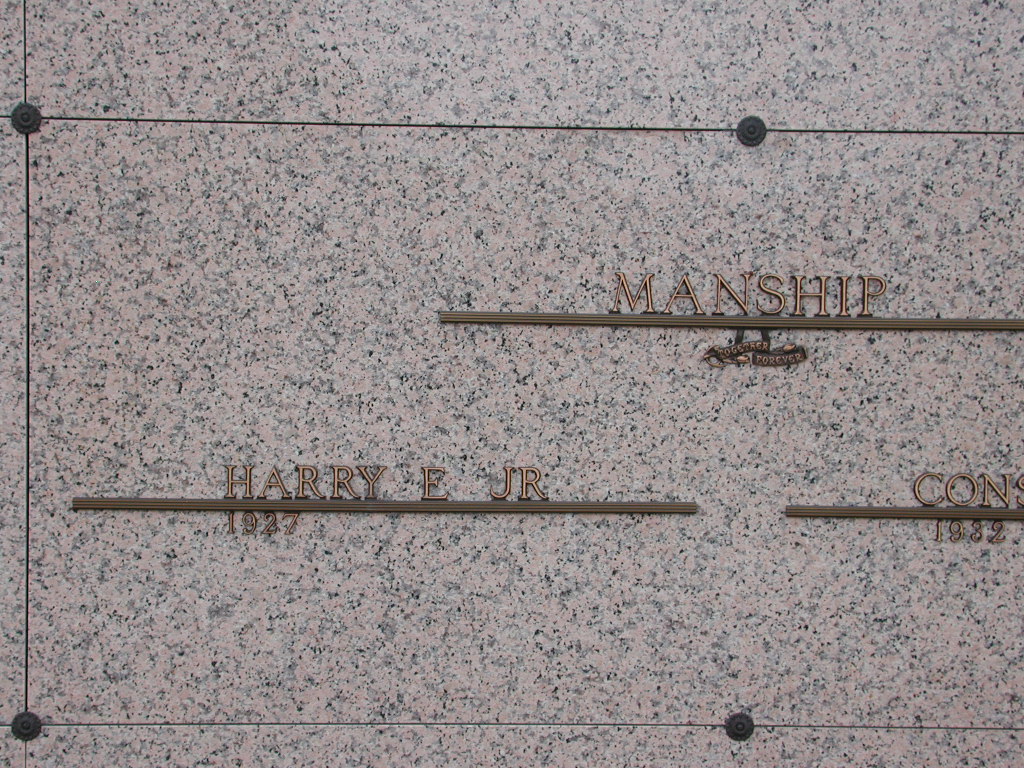 MANSHIP
TOGETHER
FOREVER
HARRY E JR
1927
CONS
1932